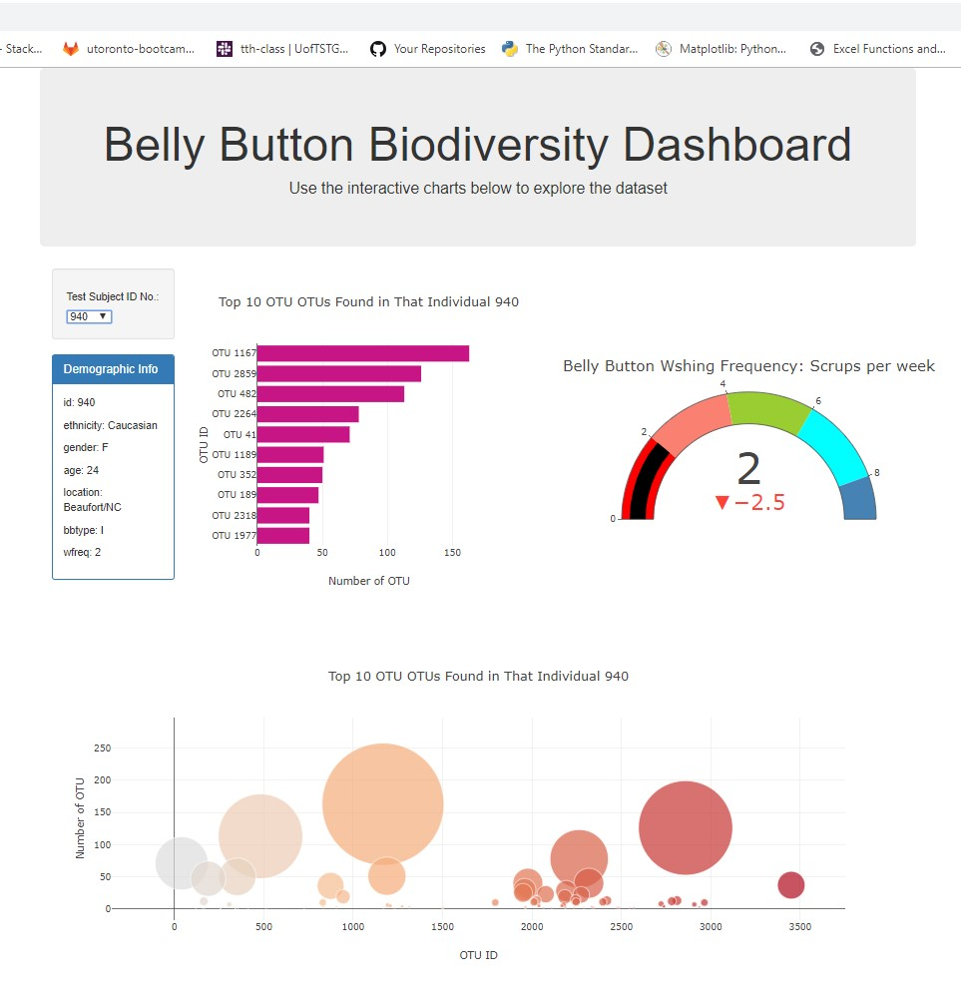 - Stack... utoronto-bootcam... tth-class | UofTSTG... Your Repositories The Python Standar... Matplotlib: Python... Excel Functions and...
Belly Button Biodiversity Dashboard
Use the interactive charts below to explore the dataset
Test Subject ID No.:
940
Demographic Info
id: 940
ethnicity: Caucasian
gender: F
age: 24
location:
Beaufort/NC
bbtype: I
wfreq: 2
Top 10 OTU OTUs Found in That Individual 940
OTU ID
OTU 1167
OTU 2859
OTU 482
OTU 2264
OTU 41
OTU 1189
OTU 352
OTU 189
OTU 2318
OTU 1977
0 50 100 150
Number of OTU
Belly Button Wshing Frequency: Scrups per week
0 2 4 6 8
2
▼−2.5
Top 10 OTU OTUs Found in That Individual 940
Number of OTU
250
200
150
100
50
0
0 500 1000 1500 2000 2500 3000 3500
OTU ID